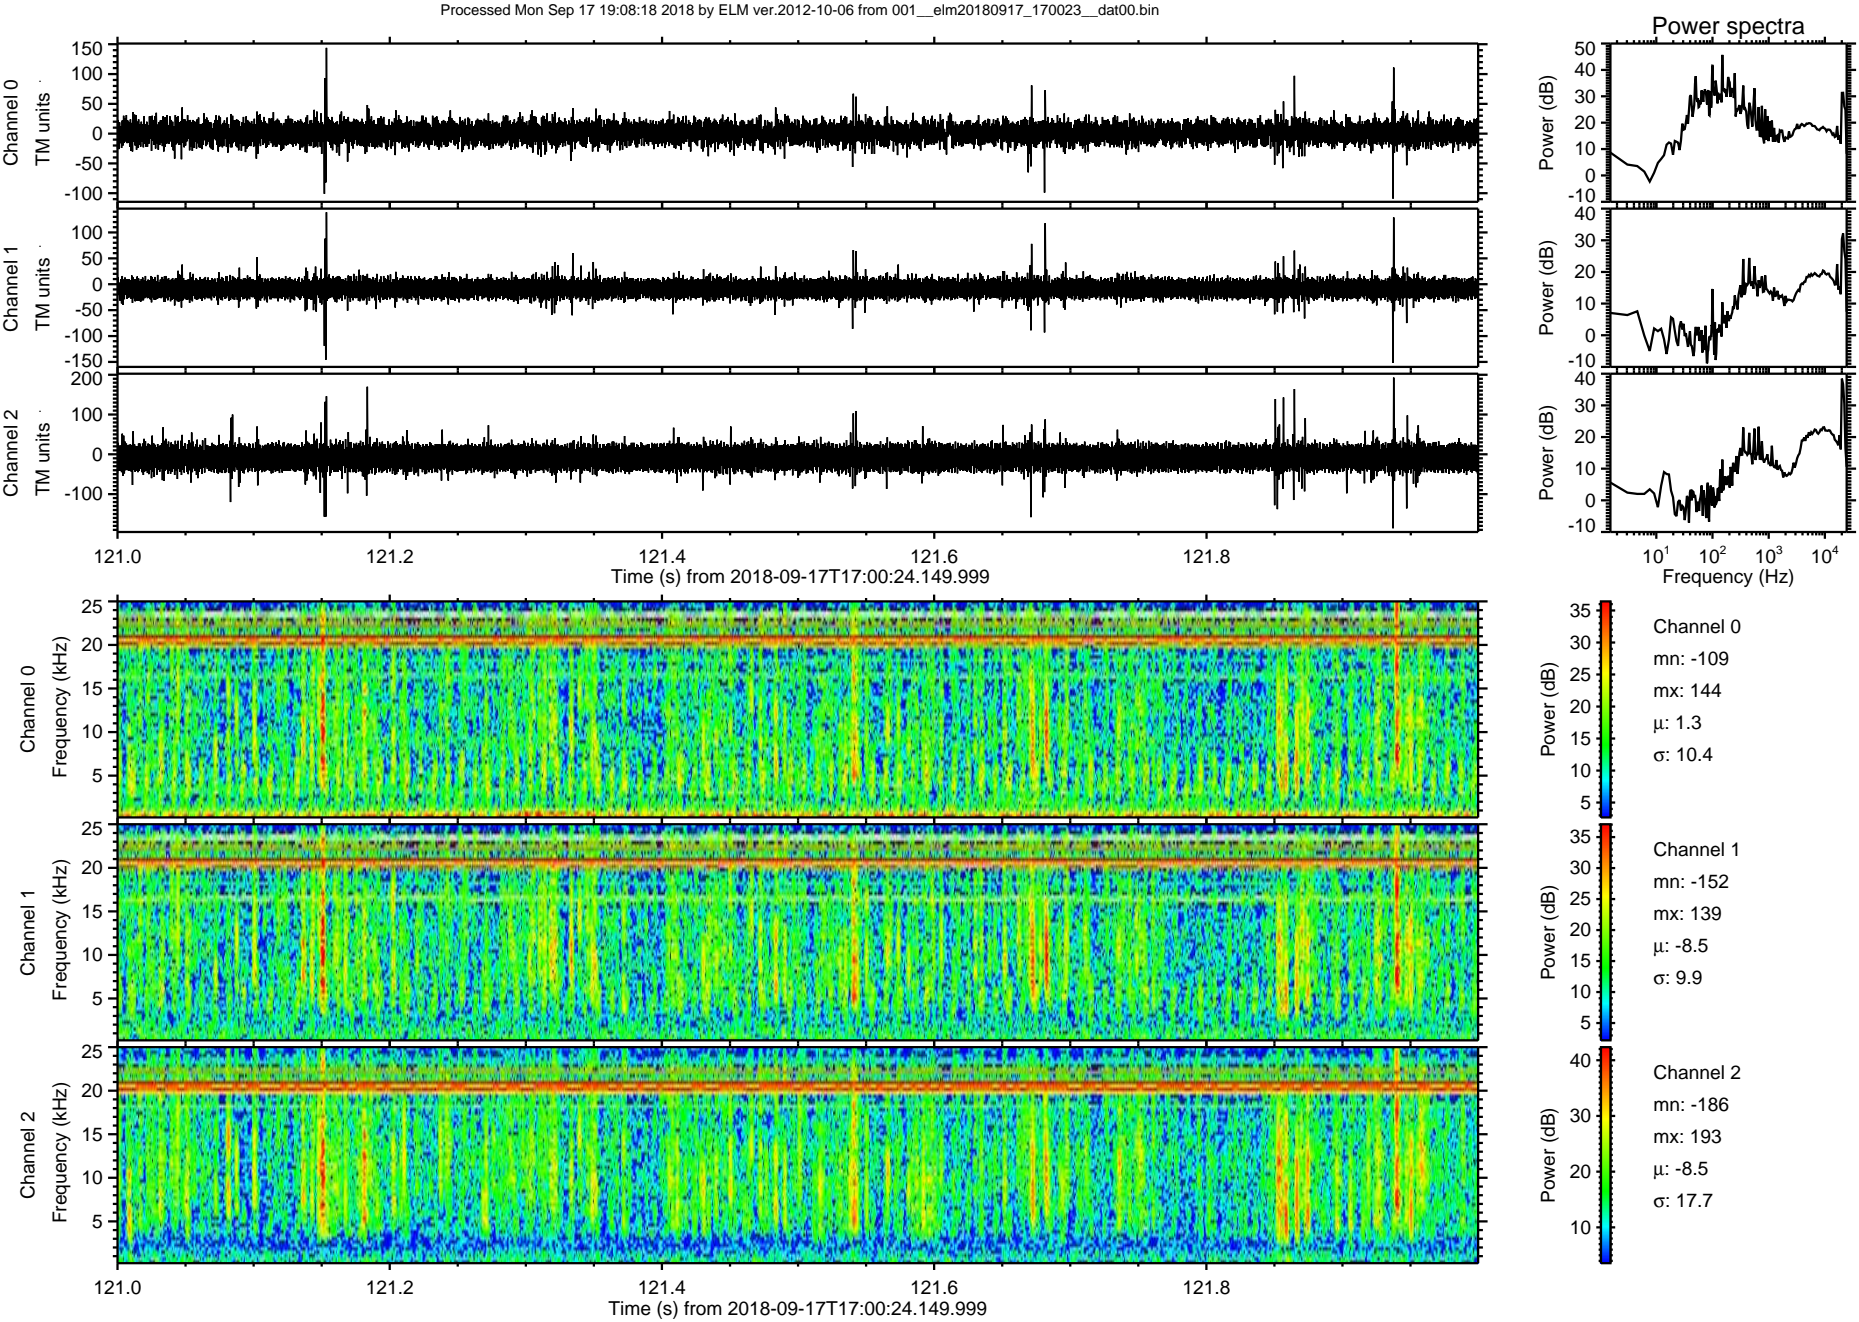 Processed Mon Sep 17 19:08:18 2018 by ELM ver.2012-10-06 from 001__elm20180917_170023__dat00.bin
Power spectra
Channel 0
TM units
150
100
50
0
-50
-100
Power (dB)
50
40
30
20
10
0
-10
Channel 1
TM units
100
50
0
-50
-100
-150
Power (dB)
40
30
20
10
0
-10
Channel 2
TM units
200
100
0
-100
Power (dB)
40
30
20
10
0
-10
121.0 121.2 121.4 121.6 121.8
Time (s) from 2018-09-17T17:00:24.149.999
10¹ 10² 10³ 10⁴
Frequency (Hz)
Channel 0
Frequency (kHz)
25
20
15
10
5
Power (dB)
35
30
25
20
15
10
5
Channel 0
mn: -109
mx: 144
μ: 1.3
σ: 10.4
Channel 1
Frequency (kHz)
25
20
15
10
5
Power (dB)
35
30
25
20
15
10
5
Channel 1
mn: -152
mx: 139
μ: -8.5
σ: 9.9
Channel 2
Frequency (kHz)
25
20
15
10
5
Power (dB)
40
30
20
10
Channel 2
mn: -186
mx: 193
μ: -8.5
σ: 17.7
121.0 121.2 121.4 121.6 121.8
Time (s) from 2018-09-17T17:00:24.149.999